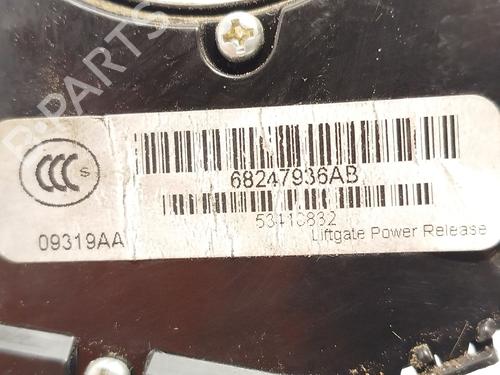 B-PARTS
CCC S
68247936AB
53410832
09319AA
Liftgate Power Release